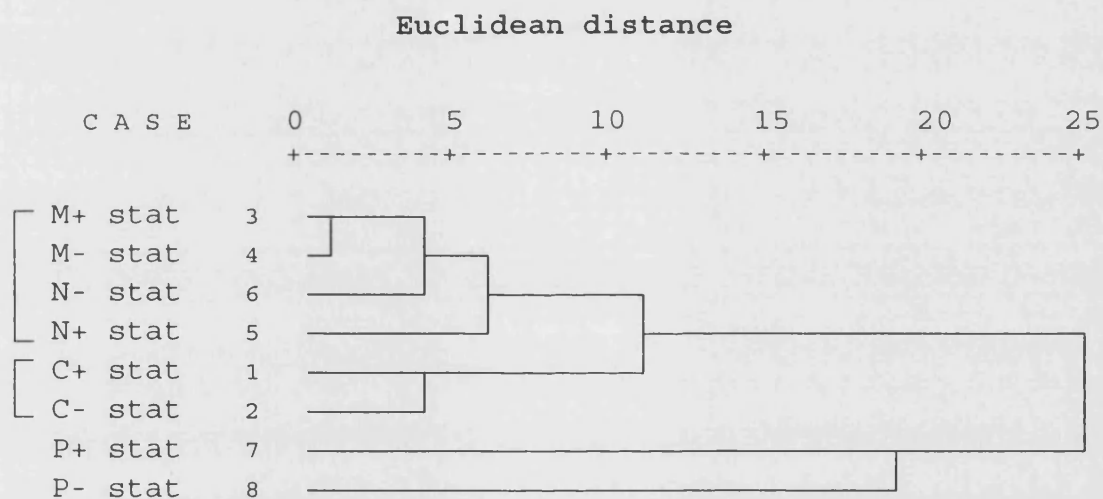 Euclidean distance
C A S E 0 5 10 15 20 25
+---------+---------+---------+---------+---------+
M+ stat 3
M- stat 4
N- stat 6
N+ stat 5
C+ stat 1
C- stat 2
P+ stat 7
P- stat 8